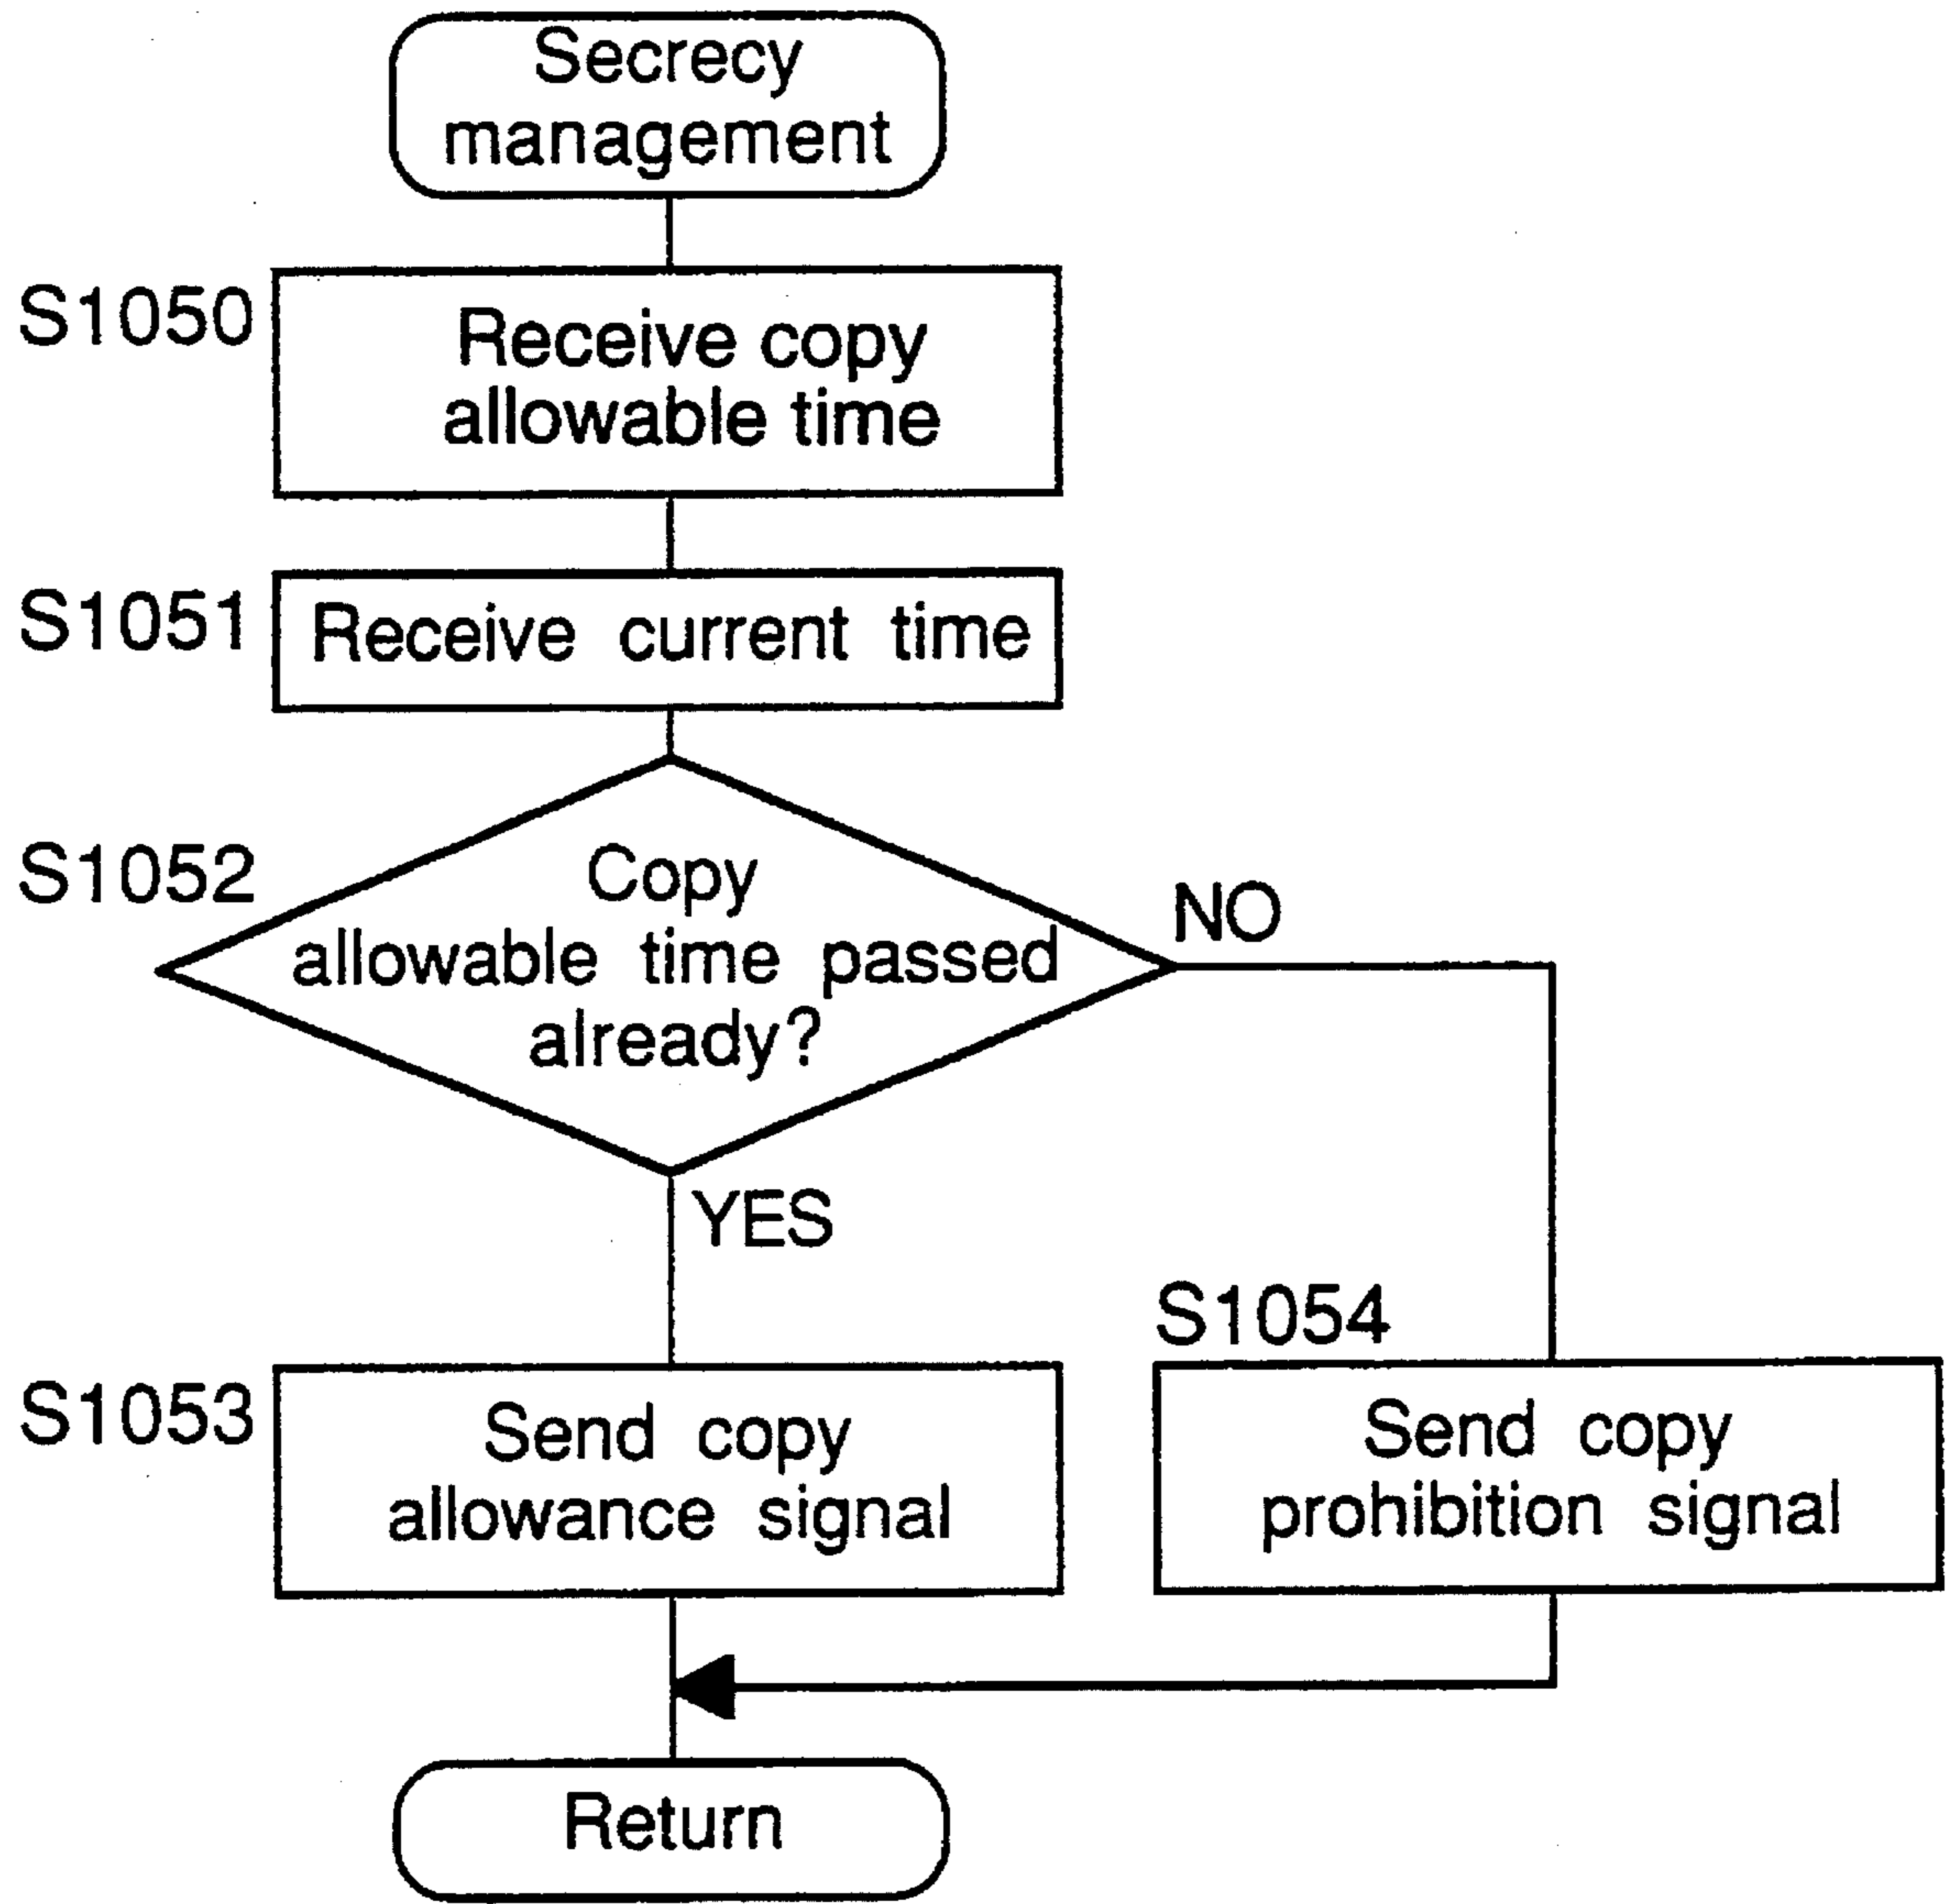 Secrecy
management
S1050
Receive copy
allowable time
S1051
Receive current time
S1052
Copy
allowable time passed
already?
NO
YES
S1053
Send copy
allowance signal
S1054
Send copy
prohibition signal
Return